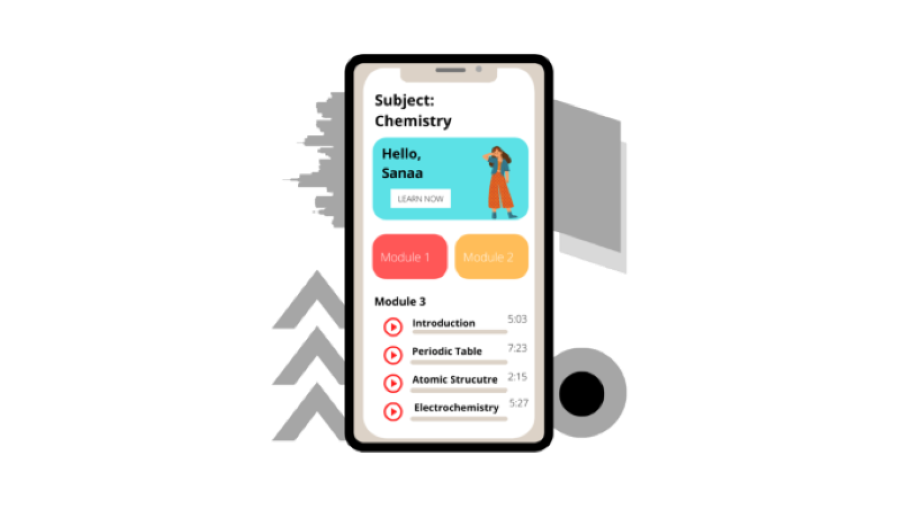 Subject:
Chemistry
Hello,
Sanaa
LEARN NOW
Module 1
Module 2
Module 3
Introduction 5:03
Periodic Table 7:23
Atomic Strucutre 2:15
Electrochemistry 5:27